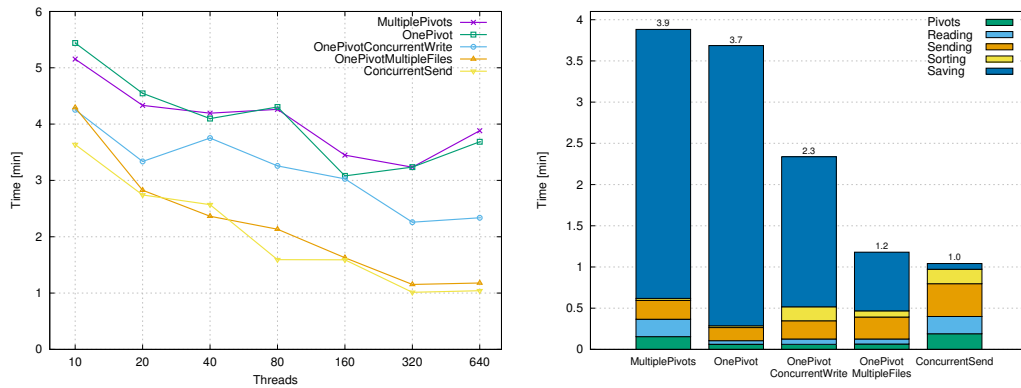 6
5
4
3
2
1
0
Time [min]
10
20
40
80
160
320
640
Threads
MultiplePivots
OnePivot
OnePivotConcurrentWrite
OnePivotMultipleFiles
ConcurrentSend
4
3.5
3
2.5
2
1.5
1
0.5
0
Time [min]
3.9
3.7
2.3
1.2
1.0
Pivots
Reading
Sending
Sorting
Saving
MultiplePivots
OnePivot
OnePivot
ConcurrentWrite
OnePivot
MultipleFiles
ConcurrentSend